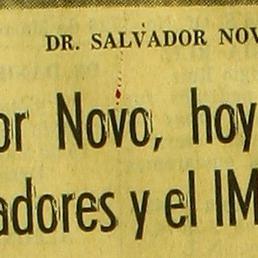 DR. SALVADOR NOV
or Novo, hoy
adores y el IM